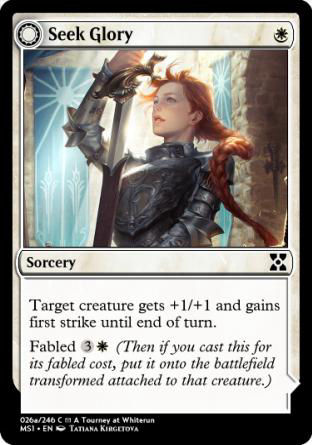 Seek Glory
Sorcery
Target creature gets +1/+1 and gains
first strike until end of turn.
Fabled 3 (Then if you cast this for
its fabled cost, put it onto the battlefield
transformed attached to that creature.)
026a/246 C A Tourney at Whiterun
MS1 • EN Tatiana Kirgetova